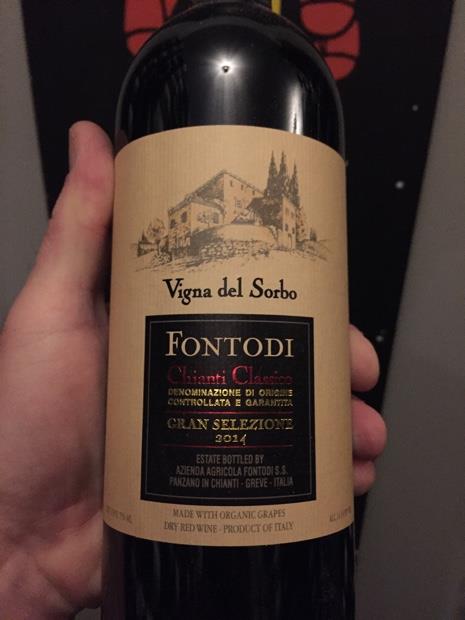 Vigna del Sorbo
FONTODI
Chianti Classico
DENOMINAZIONE DI ORIGINE
CONTROLLATA E GARANTITA
GRAN SELEZIONE
2014
ESTATE BOTTLED BY
AZIENDA AGRICOLA FONTODI S.S.
PANZANO IN CHIANTI - GREVE - ITALIA
MADE WITH ORGANIC GRAPES
DRY RED WINE - PRODUCT OF ITALY